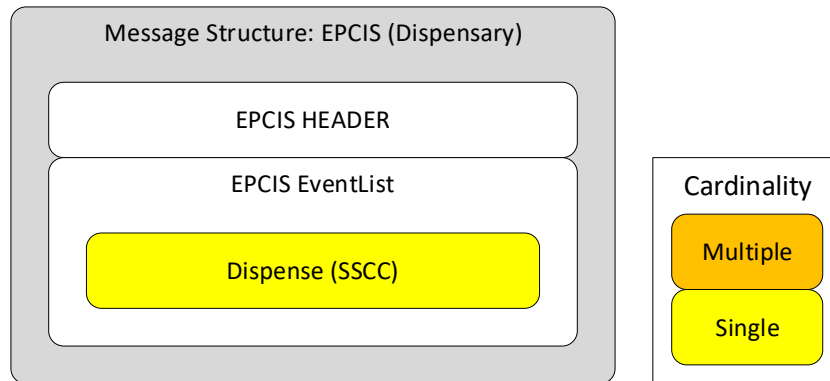 Message Structure: EPCIS (Dispensary)
EPCIS HEADER
EPCIS EventList
Dispense (SSCC)
Cardinality
Multiple
Single